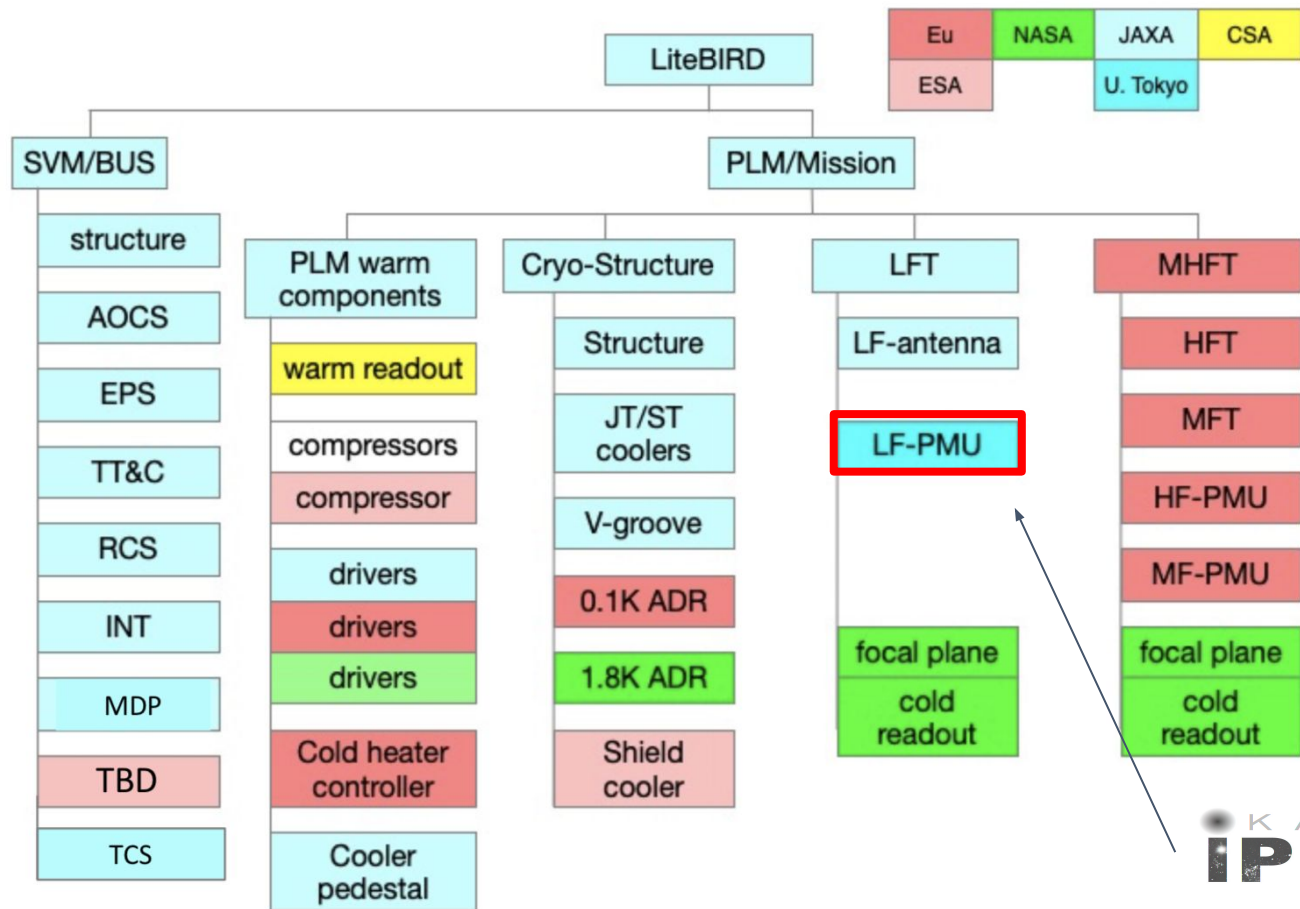 Eu NASA JAXA CSA
ESA U. Tokyo
LiteBIRD
SVM/BUS
PLM/Mission
structure
AOCS
EPS
TT&C
RCS
INT
MDP
TBD
TCS
PLM warm
components
warm readout
compressors
compressor
drivers
drivers
drivers
Cold heater
controller
Cooler
pedestal
Cryo-Structure
Structure
JT/ST
coolers
V-groove
0.1K ADR
1.8K ADR
Shield
cooler
LFT
LF-antenna
LF-PMU
focal plane
cold
readout
MHFT
HFT
MFT
HF-PMU
MF-PMU
focal plane
cold
readout